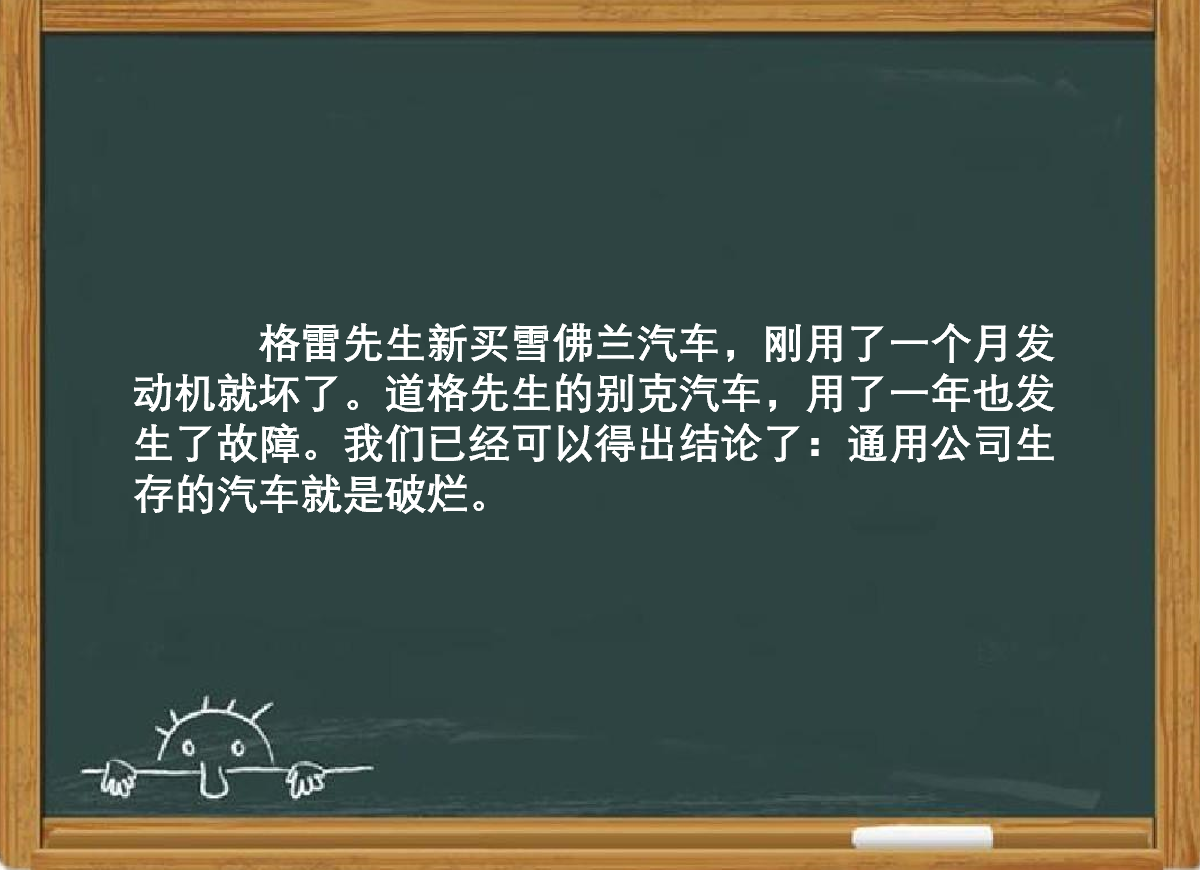 格雷先生新买雪佛兰汽车，刚用了一个月发
动机就坏了。道格先生的别克汽车，用了一年也发
生了故障。我们已经可以得出结论了：通用公司生
存的汽车就是破烂。